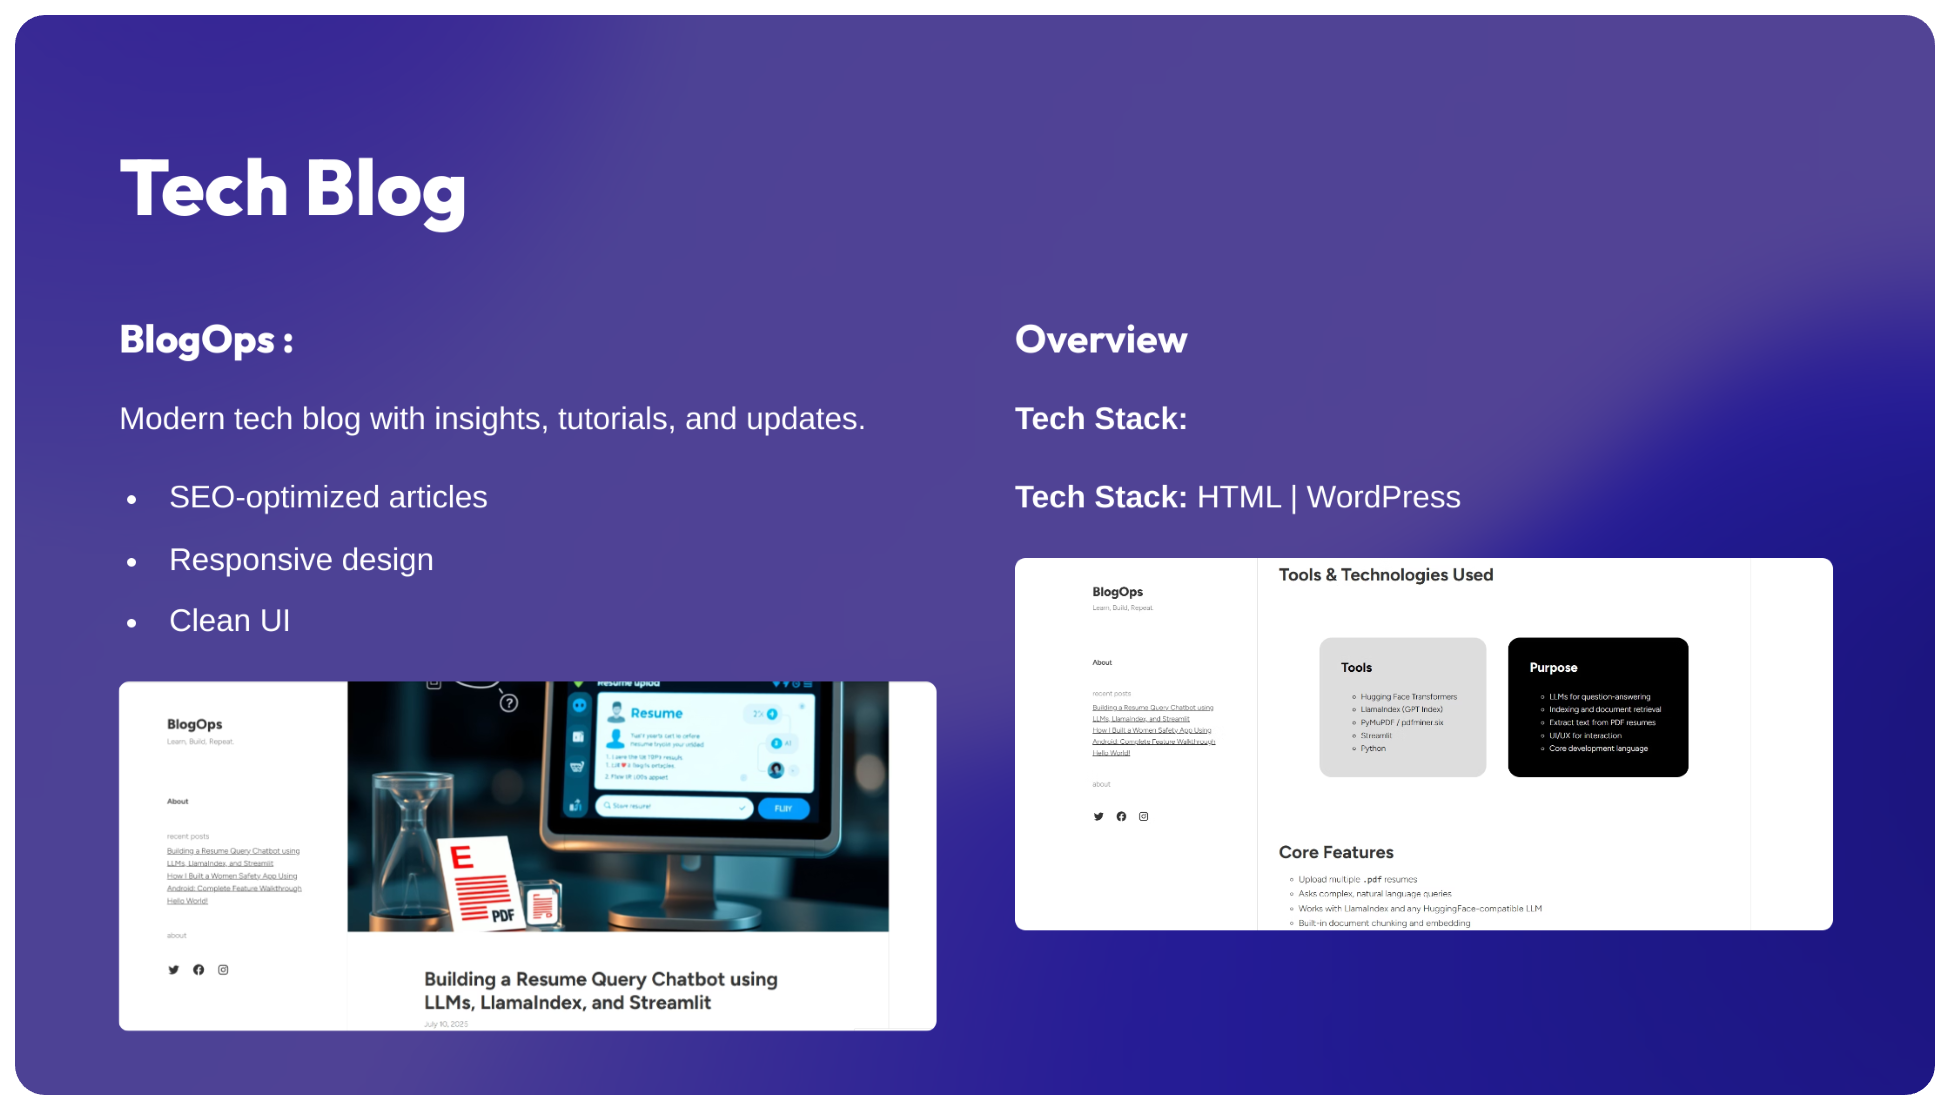 Tech Blog
BlogOps :
Modern tech blog with insights, tutorials, and updates.
• SEO-optimized articles
• Responsive design
• Clean UI
BlogOps
Learn, Build, Repeat.
About
recent posts
Building a Resume Query Chatbot using
LLMs, LlamaIndex, and Streamlit
How I Built a Women Safety App Using
Android: Complete Feature Walkthrough
Hello World!
about
Resume upload
Resume
E
PDF
Building a Resume Query Chatbot using
LLMs, LlamaIndex, and Streamlit
July 10, 2025
Overview
Tech Stack:
Tech Stack: HTML | WordPress
BlogOps
Learn, Build, Repeat.
About
recent posts
Building a Resume Query Chatbot using
LLMs, LlamaIndex, and Streamlit
How I Built a Women Safety App Using
Android: Complete Feature Walkthrough
Hello World!
about
Tools & Technologies Used
Tools
Hugging Face Transformers
LlamaIndex (GPT Index)
PyMuPDF / pdfminer.six
Streamlit
Python
Purpose
LLMs for question-answering
Indexing and document retrieval
Extract text from PDF resumes
UI/UX for interaction
Core development language
Core Features
Upload multiple .pdf resumes
Asks complex, natural language queries
Works with LlamaIndex and any HuggingFace-compatible LLM
Built-in document chunking and embedding